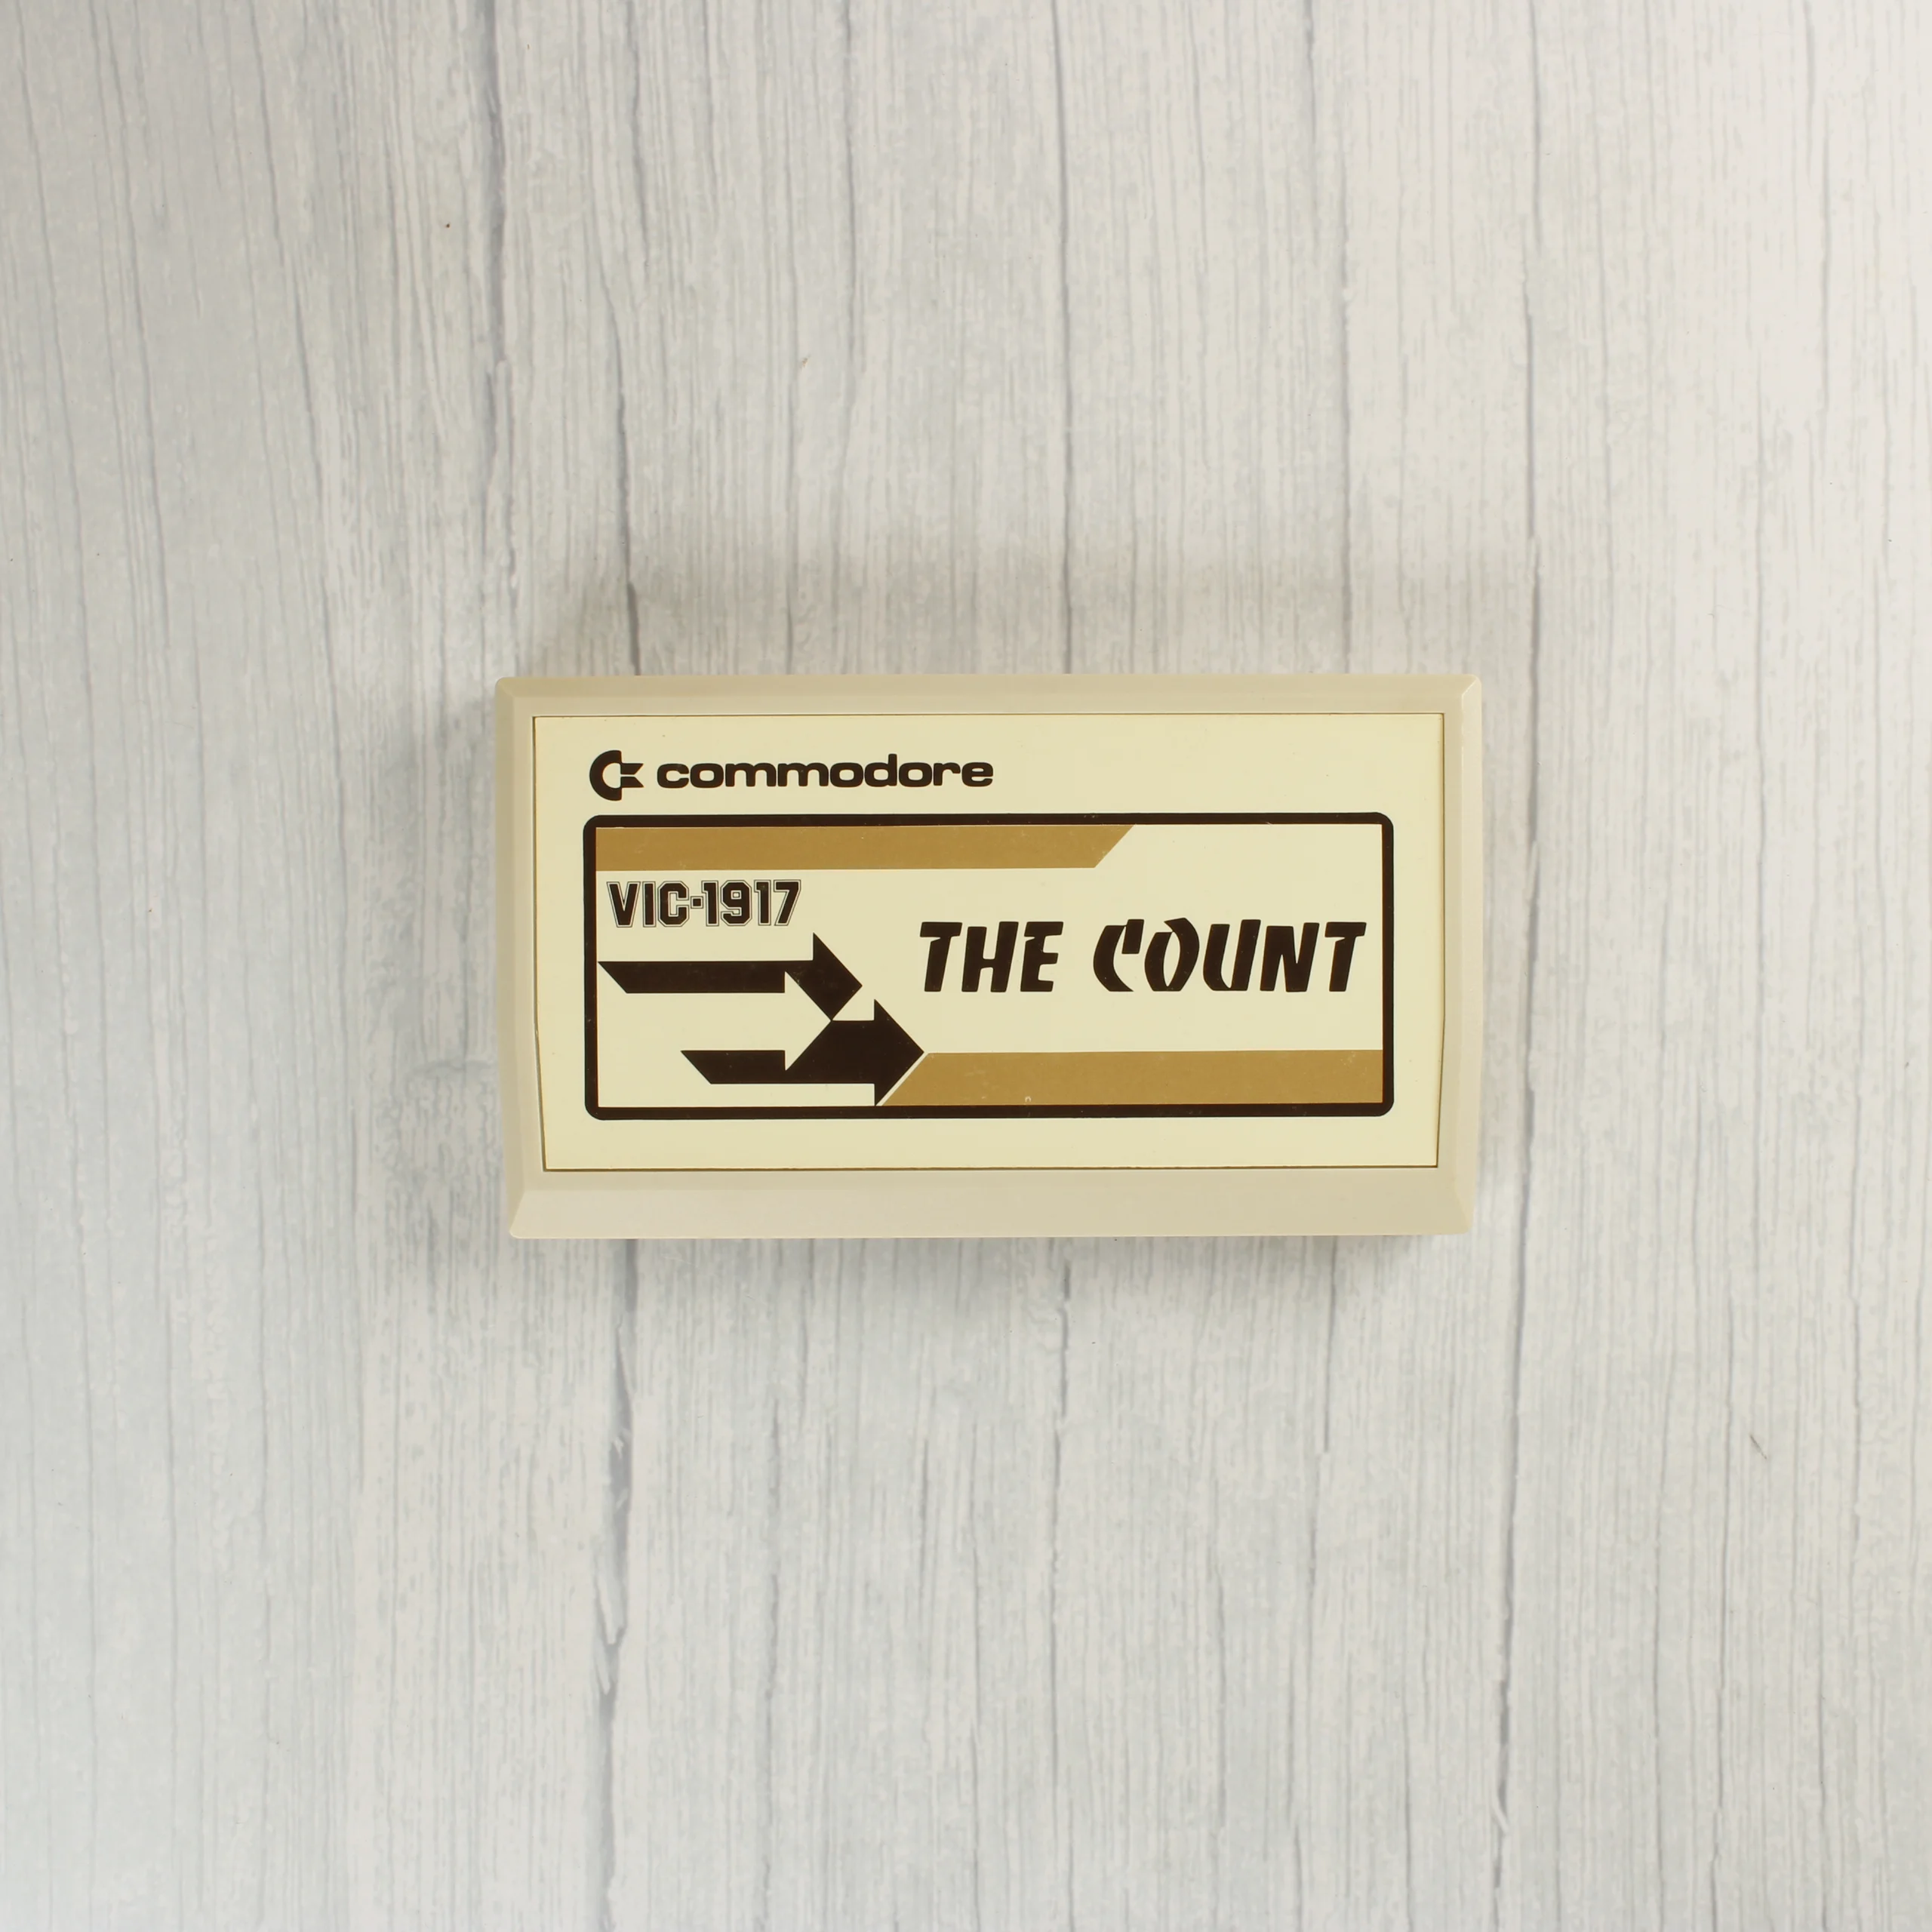 commodore
VIC-1917
THE COUNT